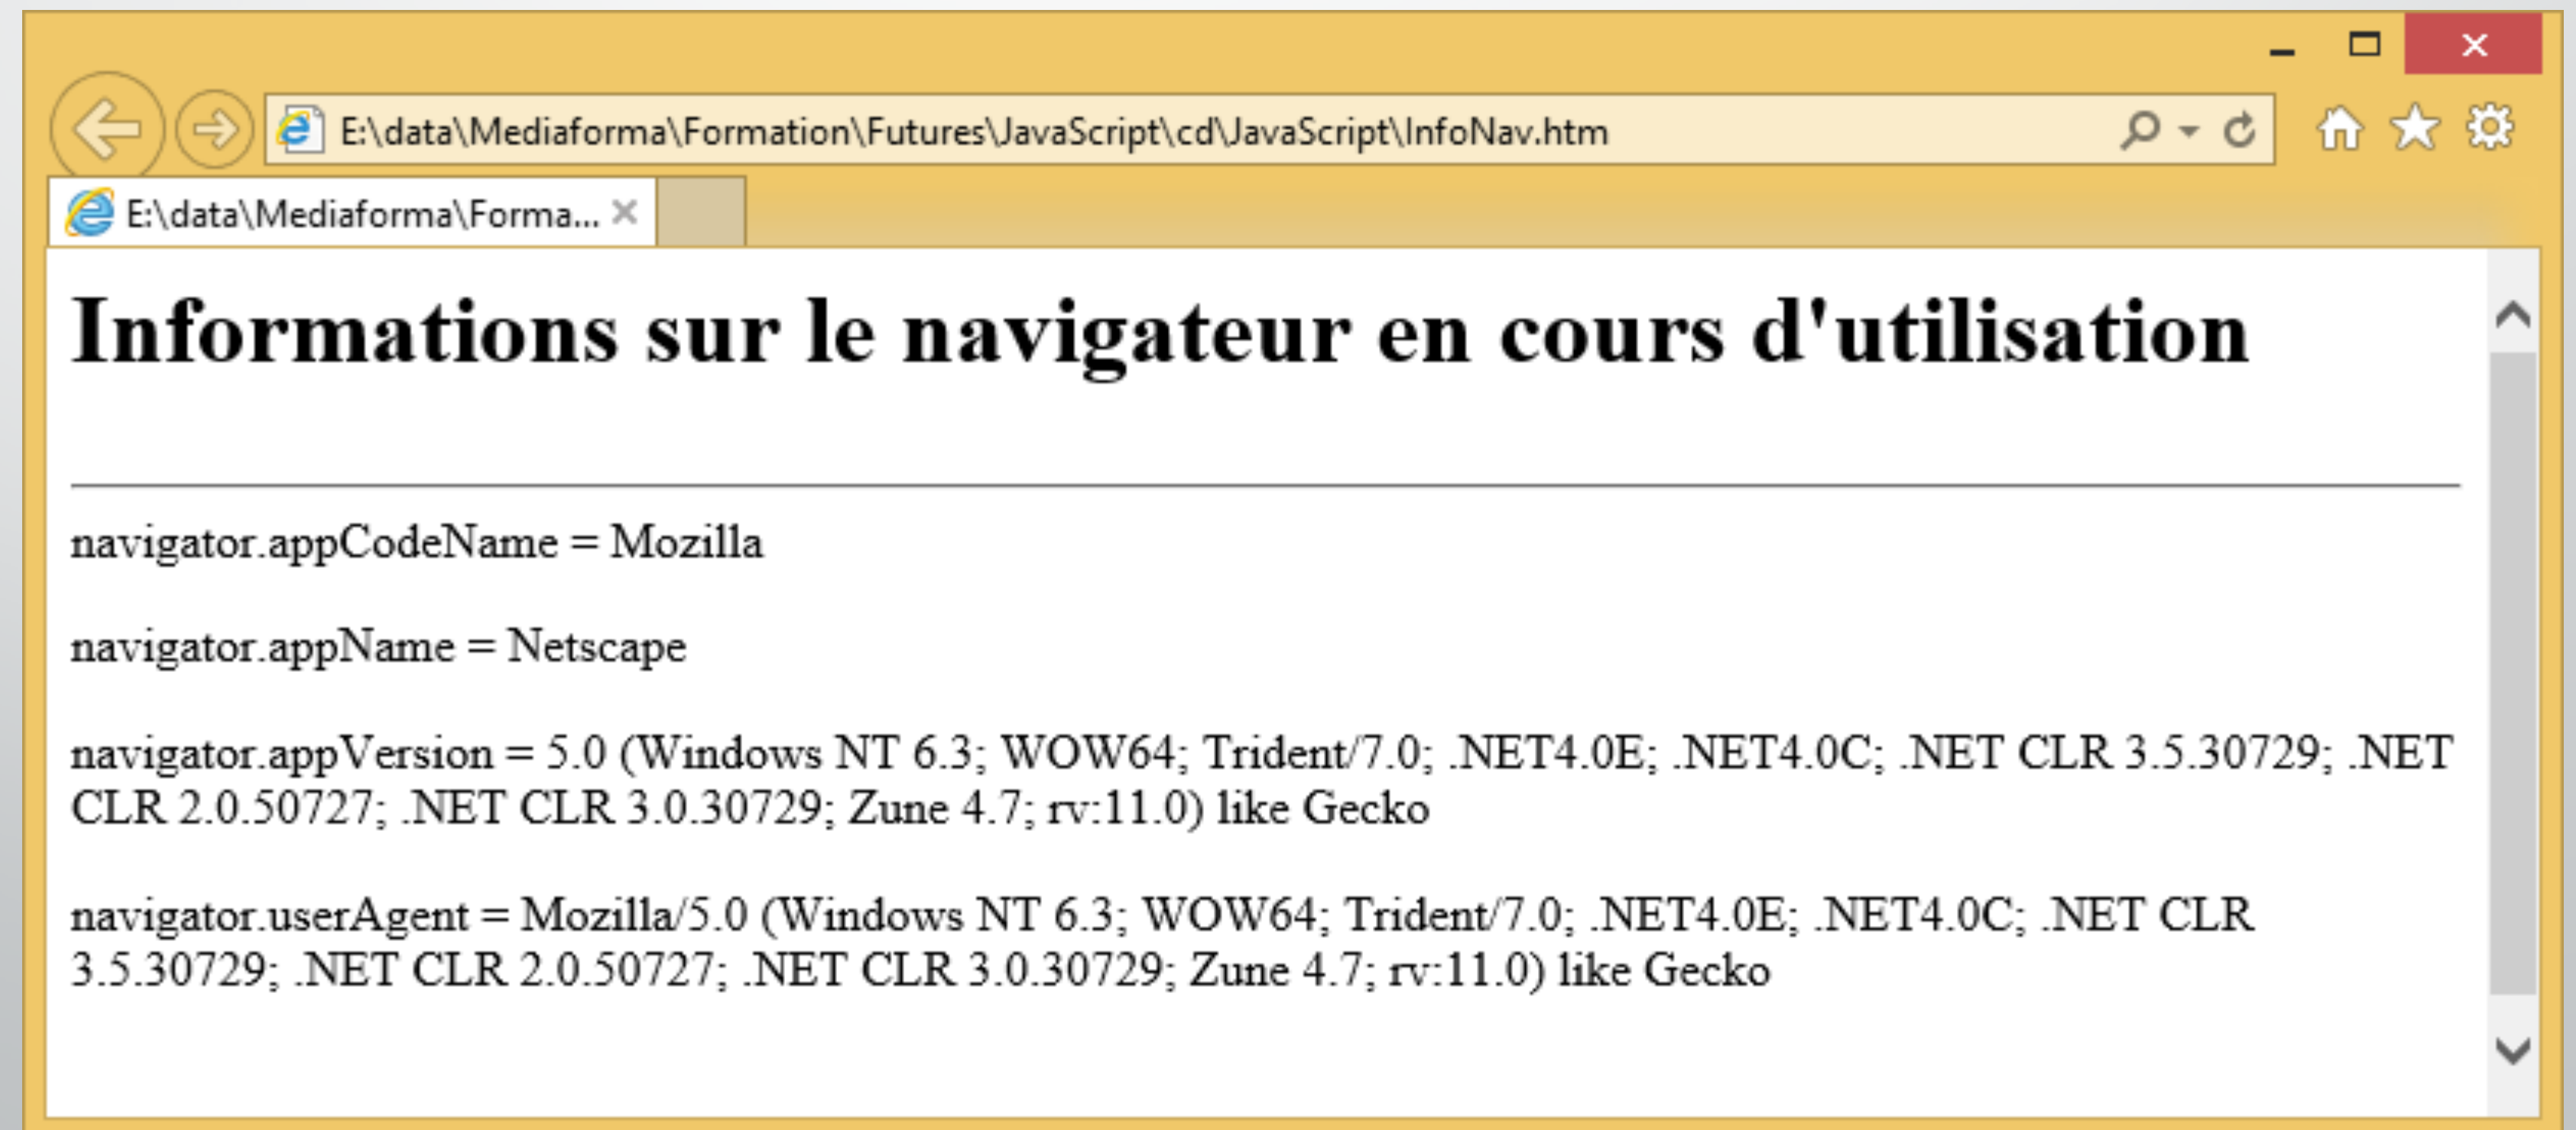 E:\data\Mediaforma\Formation\Futures\JavaScript\cd\JavaScript\InfoNav.htm
E:\data\Mediaforma\Forma...
Informations sur le navigateur en cours d'utilisation
navigator.appCodeName = Mozilla
navigator.appName = Netscape
navigator.appVersion = 5.0 (Windows NT 6.3; WOW64; Trident/7.0; .NET4.0E; .NET4.0C; .NET CLR 3.5.30729; .NET
CLR 2.0.50727; .NET CLR 3.0.30729; Zune 4.7; rv:11.0) like Gecko
navigator.userAgent = Mozilla/5.0 (Windows NT 6.3; WOW64; Trident/7.0; .NET4.0E; .NET4.0C; .NET CLR
3.5.30729; .NET CLR 2.0.50727; .NET CLR 3.0.30729; Zune 4.7; rv:11.0) like Gecko